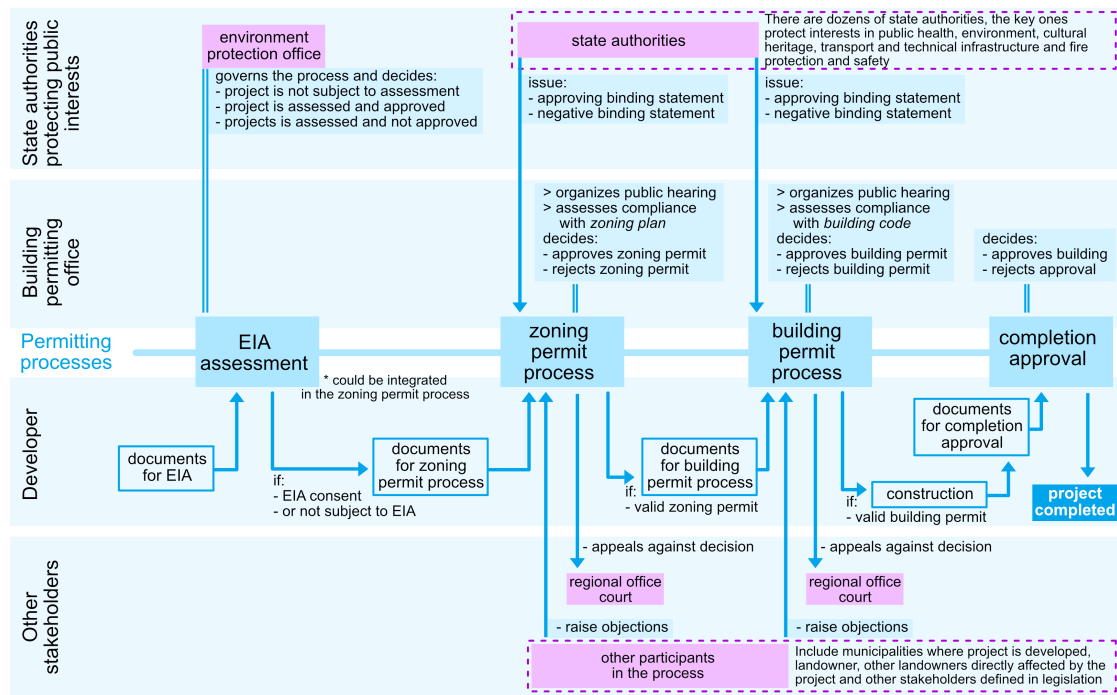 State authorities
protecting public
interests
environment
protection office
governs the process and decides:
- project is not subject to assessment
- project is assessed and approved
- projects is assessed and not approved
state authorities
There are dozens of state authorities, the key ones
protect interests in public health, environment, cultural
heritage, transport and technical infrastructure and fire
protection and safety
issue:
- approving binding statement
- negative binding statement
issue:
- approving binding statement
- negative binding statement
Building
permitting
office
> organizes public hearing
> assesses compliance
with zoning plan
decides:
- approves zoning permit
- rejects zoning permit
> organizes public hearing
> assesses compliance
with building code
decides:
- approves building permit
- rejects building permit
decides:
- approves building
- rejects approval
Permitting
processes
EIA
assessment
zoning
permit
process
building
permit
process
completion
approval
* could be integrated
in the zoning permit process
Developer
documents
for EIA
if:
- EIA consent
- or not subject to EIA
documents
for zoning
permit process
if:
- valid zoning permit
documents
for building
permit process
if:
- valid building permit
construction
documents
for completion
approval
project
completed
Other
stakeholders
- appeals against decision
regional office
court
- raise objections
- appeals against decision
regional office
court
- raise objections
other participants
in the process
Include municipalities where project is developed,
landowner, other landowners directly affected by the
project and other stakeholders defined in legislation